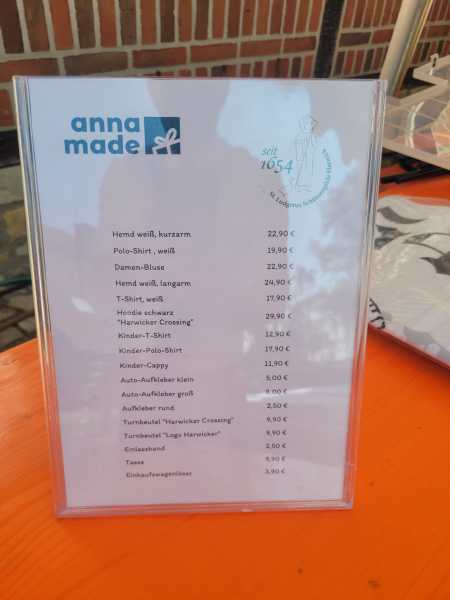 anna
made
seit
1654
St. Ludgerus Schützengilde Harwick
Hemd weiß, kurzarm 22,90 €
Polo-Shirt , weiß 19,90 €
Damen-Bluse 22,90 €
Hemd weiß, langarm 24,90 €
T-Shirt, weiß 17,90 €
Hoodie schwarz
"Harwicker Crossing" 29,90 €
Kinder-T-Shirt 12,90 €
Kinder-Polo-Shirt 17,90 €
Kinder-Cappy 11,90 €
Auto-Aufkleber klein 5,00 €
Auto-Aufkleber groß 8,00 €
Aufkleber rund 2,50 €
Turnbeutel "Harwicker Crossing" 9,90 €
Turnbeutel "Logo Harwicker" 9,90 €
Einlassband 2,50 €
Tasse 9,90 €
Einkaufswagenlöser 3,90 €